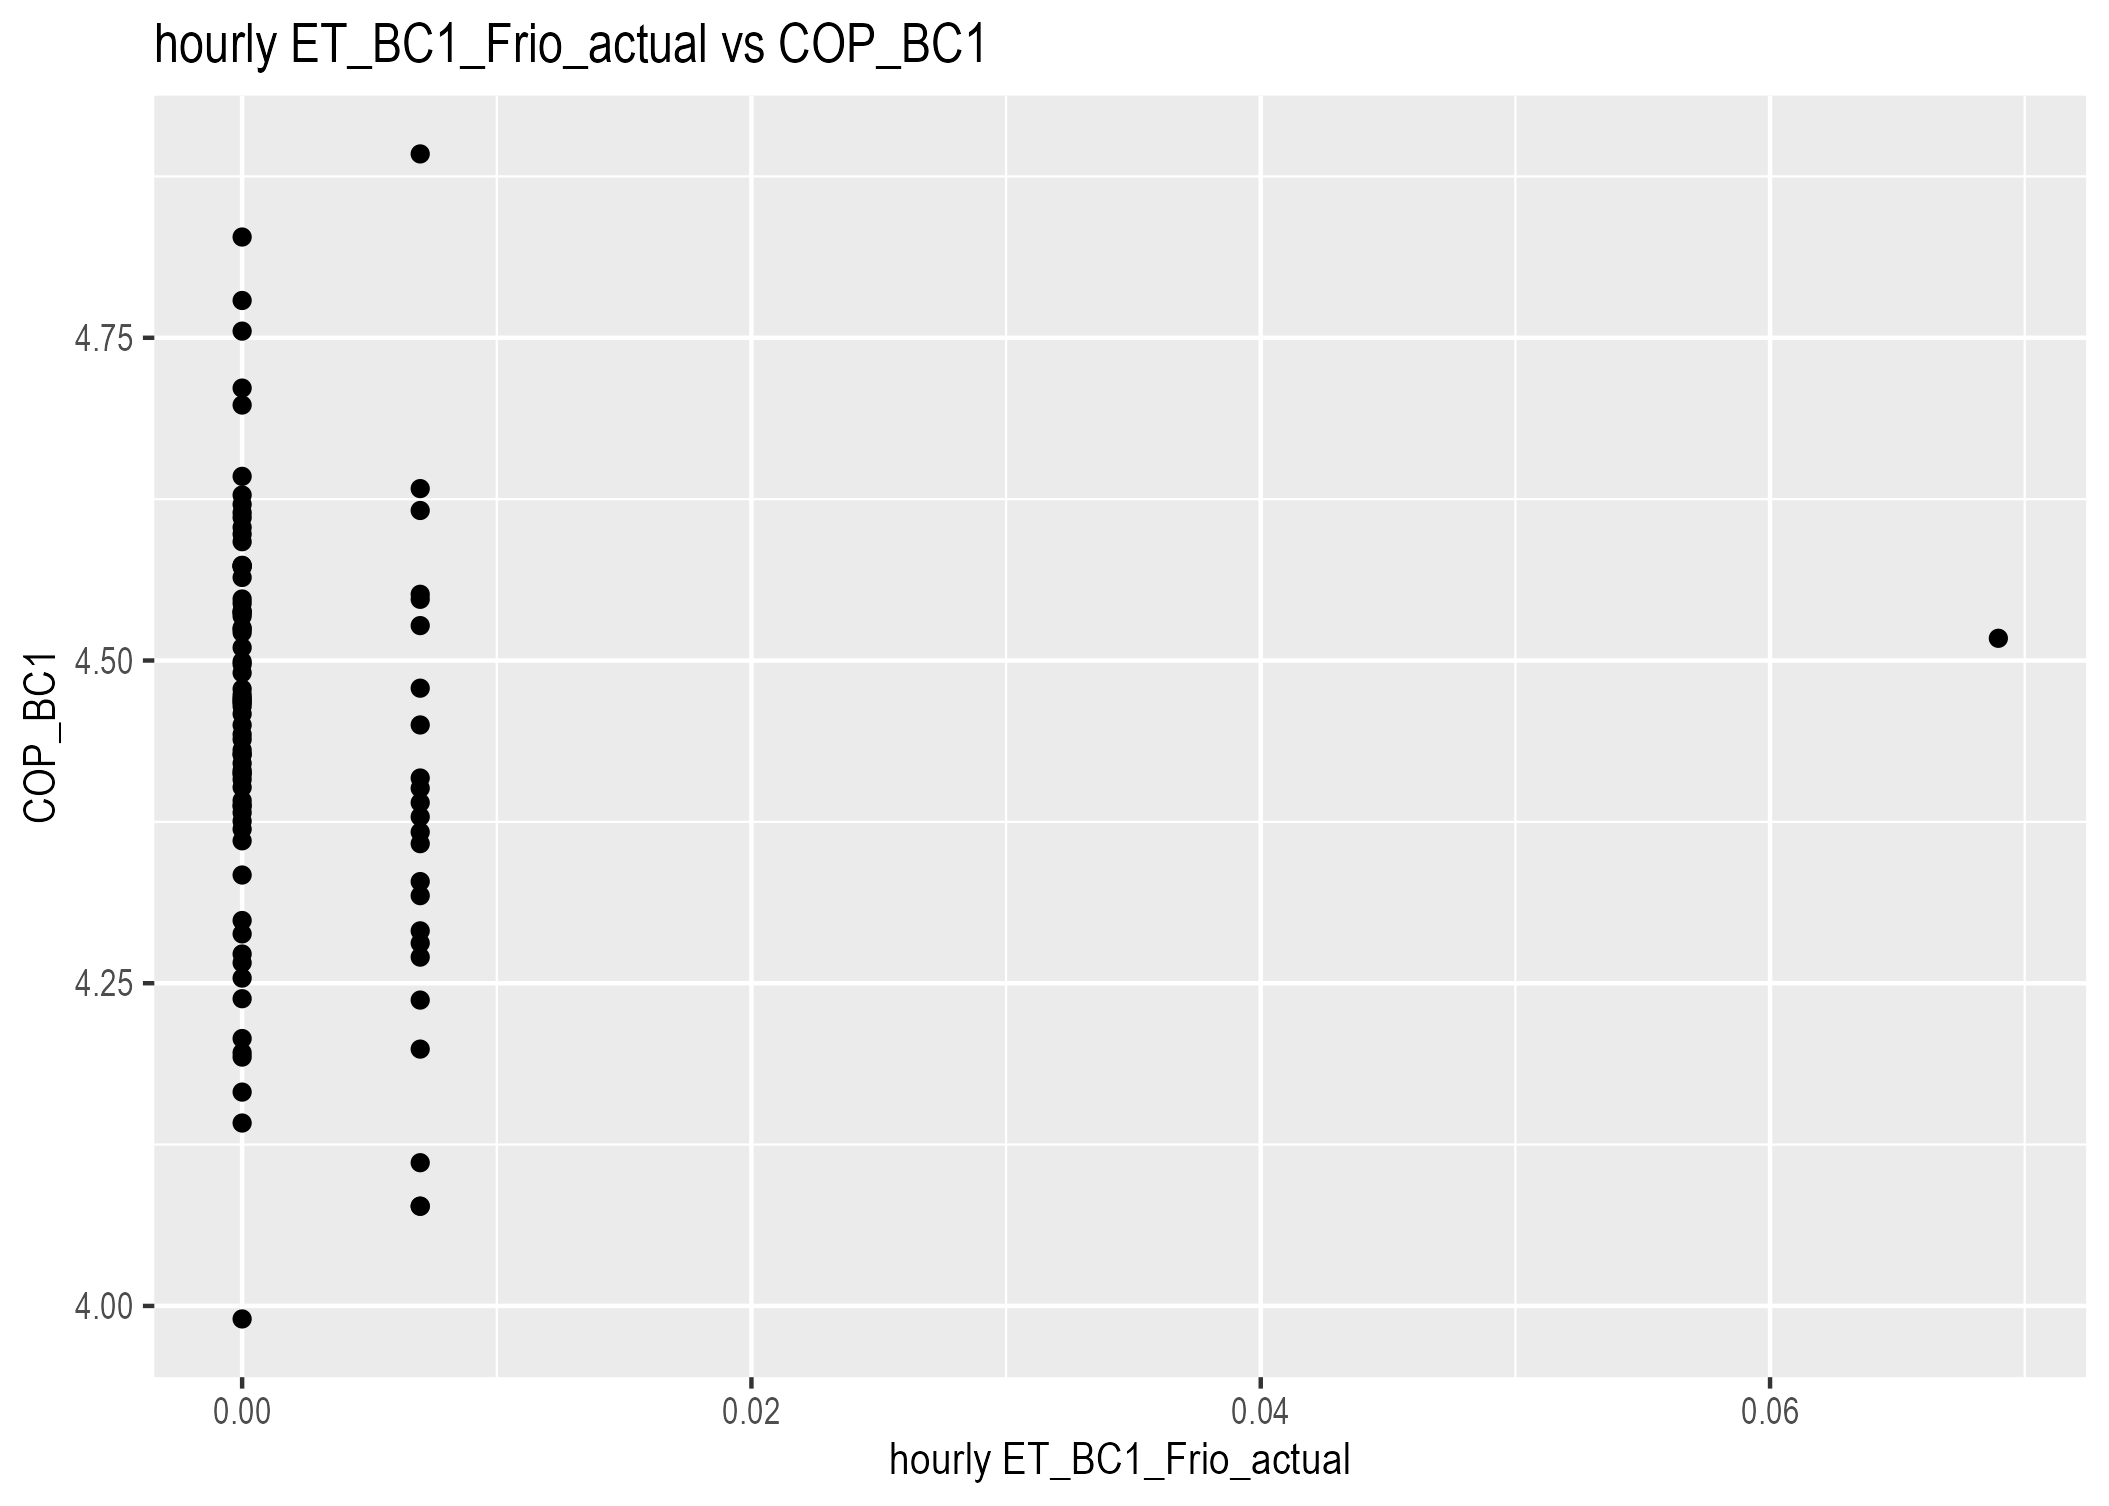 hourly ET_BC1_Frio_actual vs COP_BC1
COP_BC1
4.75
4.50
4.25
4.00
0.00 0.02 0.04 0.06
hourly ET_BC1_Frio_actual